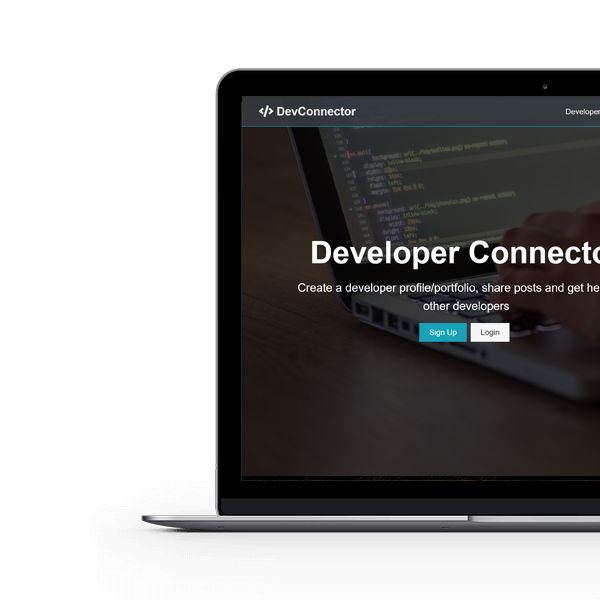 </> DevConnector
Developer
Developer Connecto
Create a developer profile/portfolio, share posts and get he
other developers
Sign Up
Login